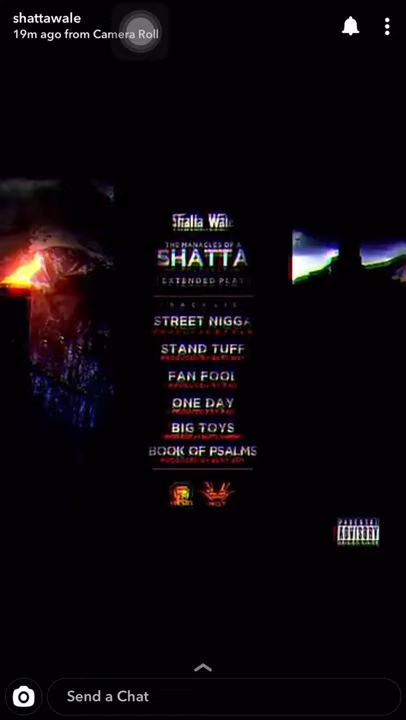 shattawale
19m ago from Camera Roll
Shatta Wale
THE MANACLES OF A
SHATTA
EXTENDED PLAY
TRACKLIST
STREET NIGGA
STAND TUFF
FAN FOOL
ONE DAY
BIG TOYS
BOOK OF PSALMS
PARENTAL
ADVISORY
Send a Chat